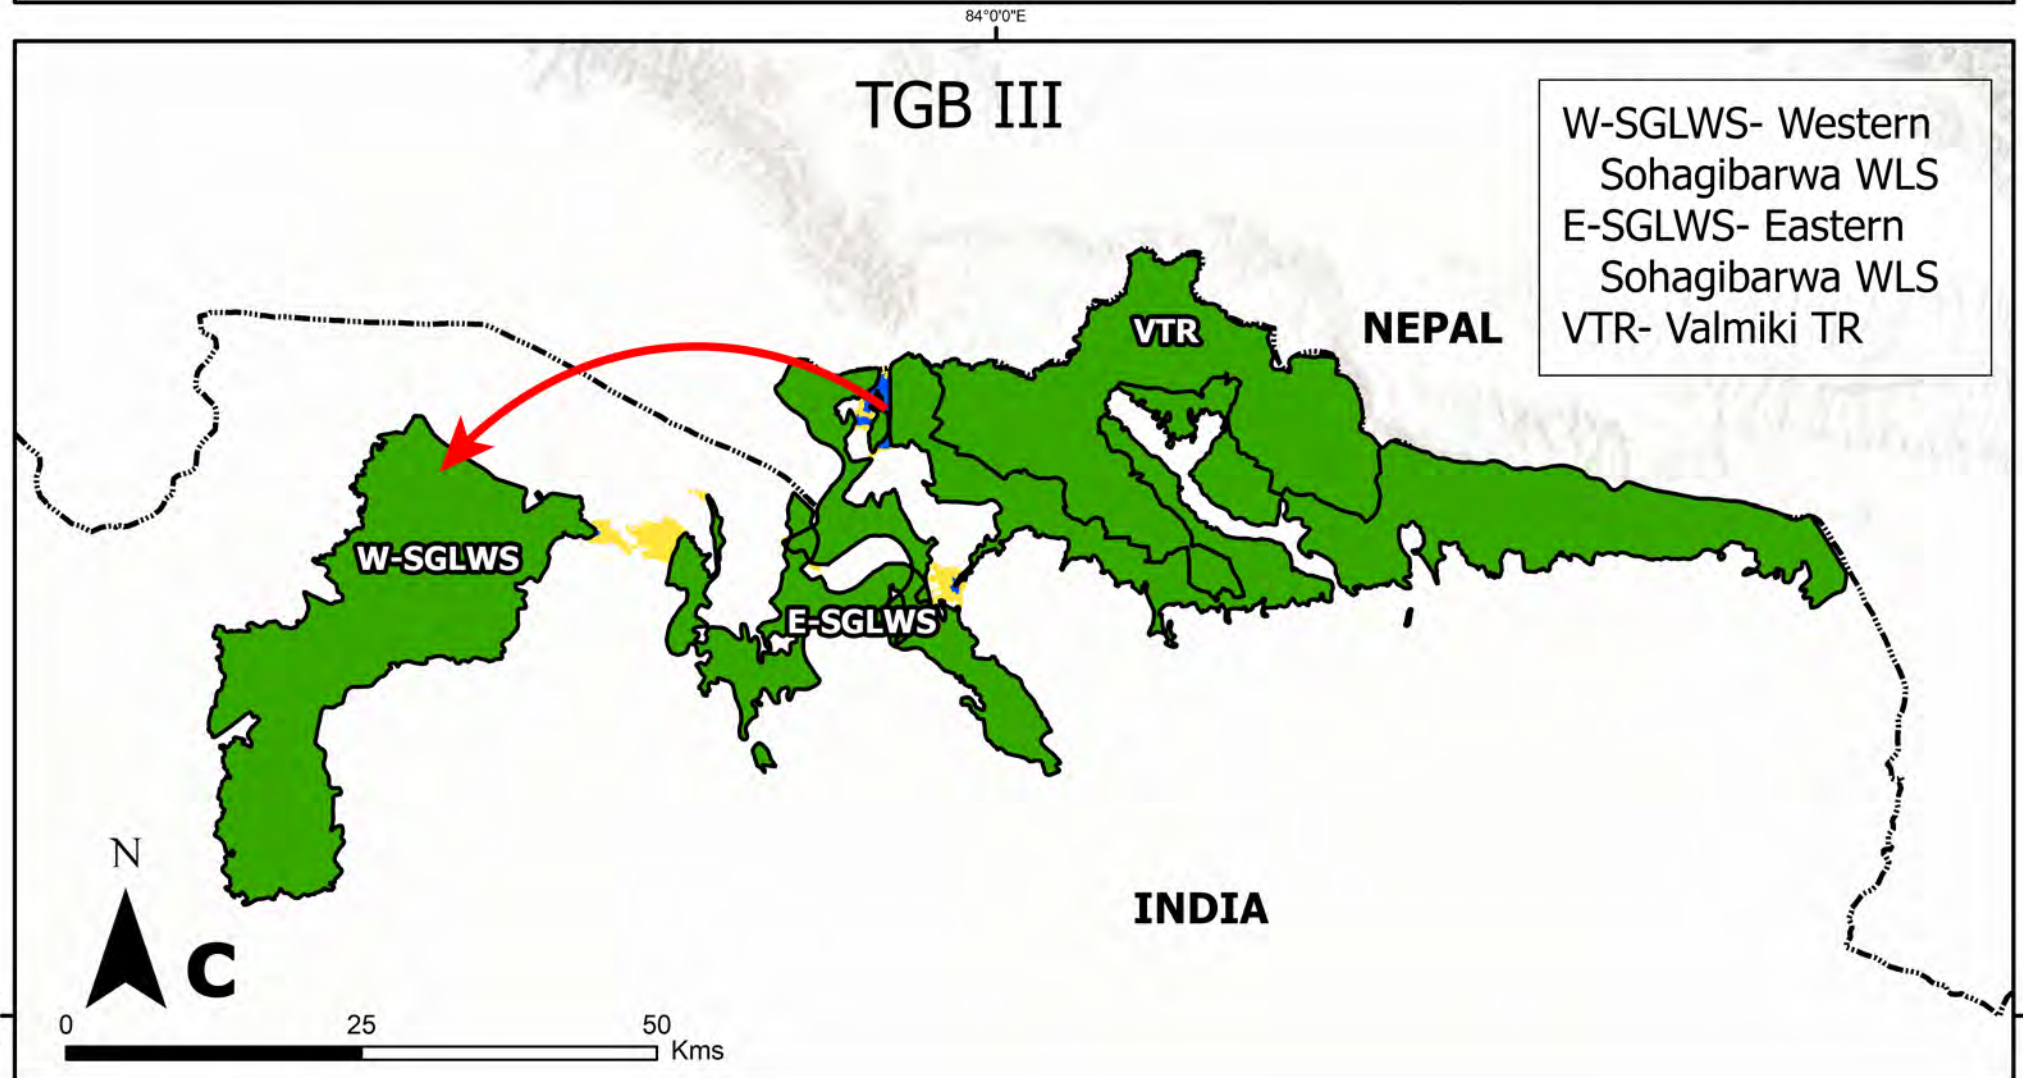 84°0'0"E
TGB III
W-SGLWS- Western
Sohagibarwa WLS
E-SGLWS- Eastern
Sohagibarwa WLS
VTR- Valmiki TR
VTR
NEPAL
W-SGLWS
E-SGLWS
INDIA
N
C
0 25 50
Kms